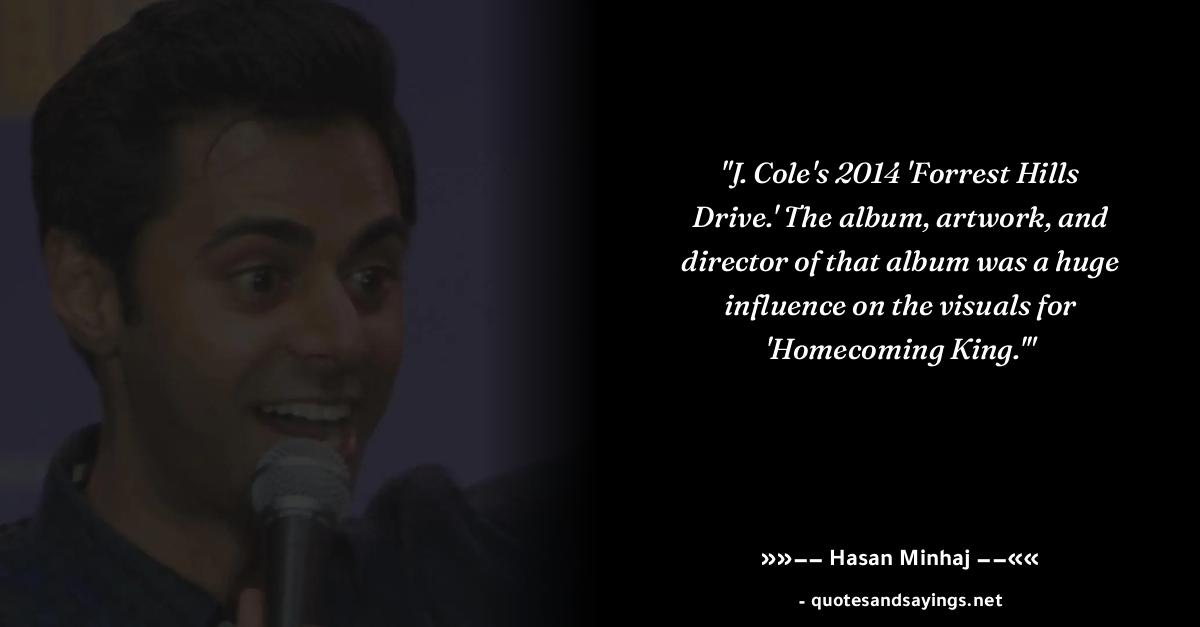 "J. Cole's 2014 'Forrest Hills
Drive.' The album, artwork, and
director of that album was a huge
influence on the visuals for
'Homecoming King.'"
»»—— Hasan Minhaj ——««
- quotesandsayings.net